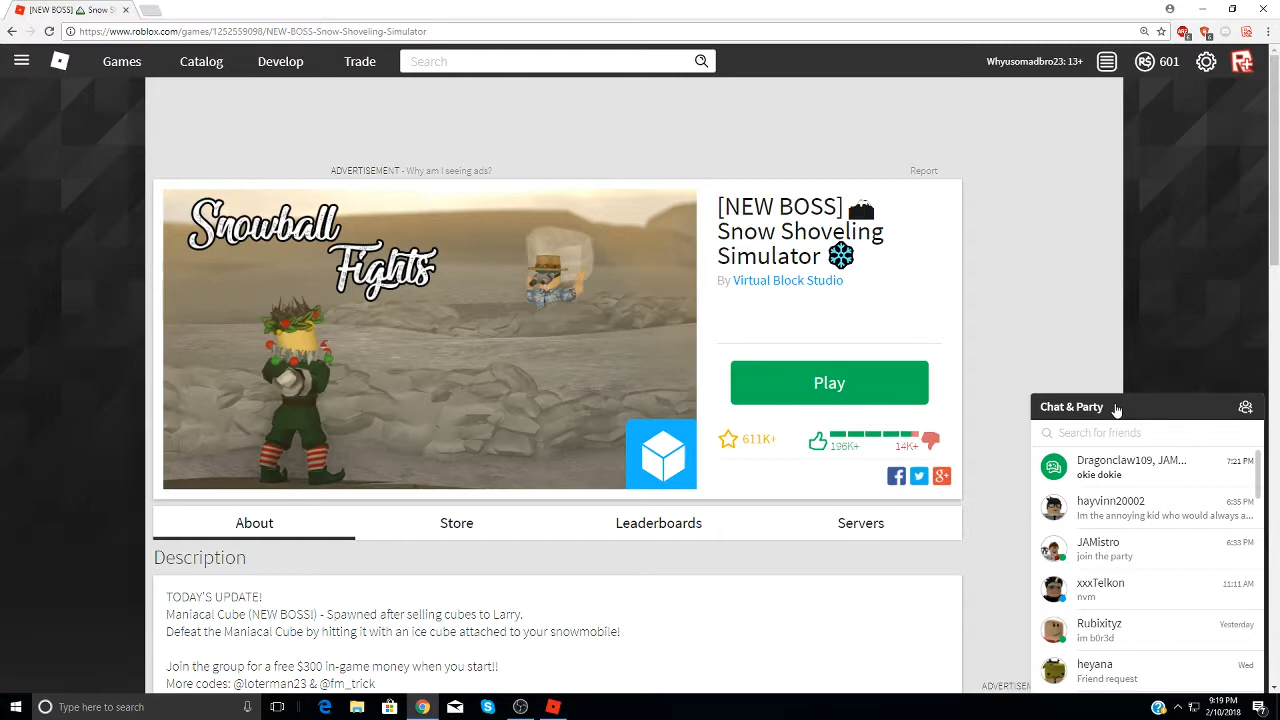 [NEW BOSS] Snow S
https://www.roblox.com/games/1252559098/NEW-BOSS-Snow-Shoveling-Simulator
Games
Catalog
Develop
Trade
Search
Whyusomadbro23: 13+
R$ 601
R+
ADVERTISEMENT - Why am I seeing ads?
Report
Snowball
Fights
[NEW BOSS]
Snow Shoveling
Simulator
By Virtual Block Studio
Play
611K+
196K+
14K+
About
Store
Leaderboards
Servers
Description
TODAY'S UPDATE!
Maniacal Cube (NEW BOSS!) - Spawned after selling cubes to Larry.
Defeat the Maniacal Cube by hitting it with an ice cube attached to your snowmobile!
Join the group for a free $300 in-game money when you start!!
More codes: @loterman23 & @fm_trick
Chat & Party
Search for friends
Dragonclaw109, JAM...
7:21 PM
okie dokie
hayvinn20002
6:35 PM
Im the annoying kid who would always a...
JAMistro
6:33 PM
join the party
xxxTelkon
11:11 AM
nvm
Rubixityz
Yesterday
im b0r3d
heyana
Wed
Friend request
ADVERTISEM
Type here to search
9:19 PM
2/10/2018